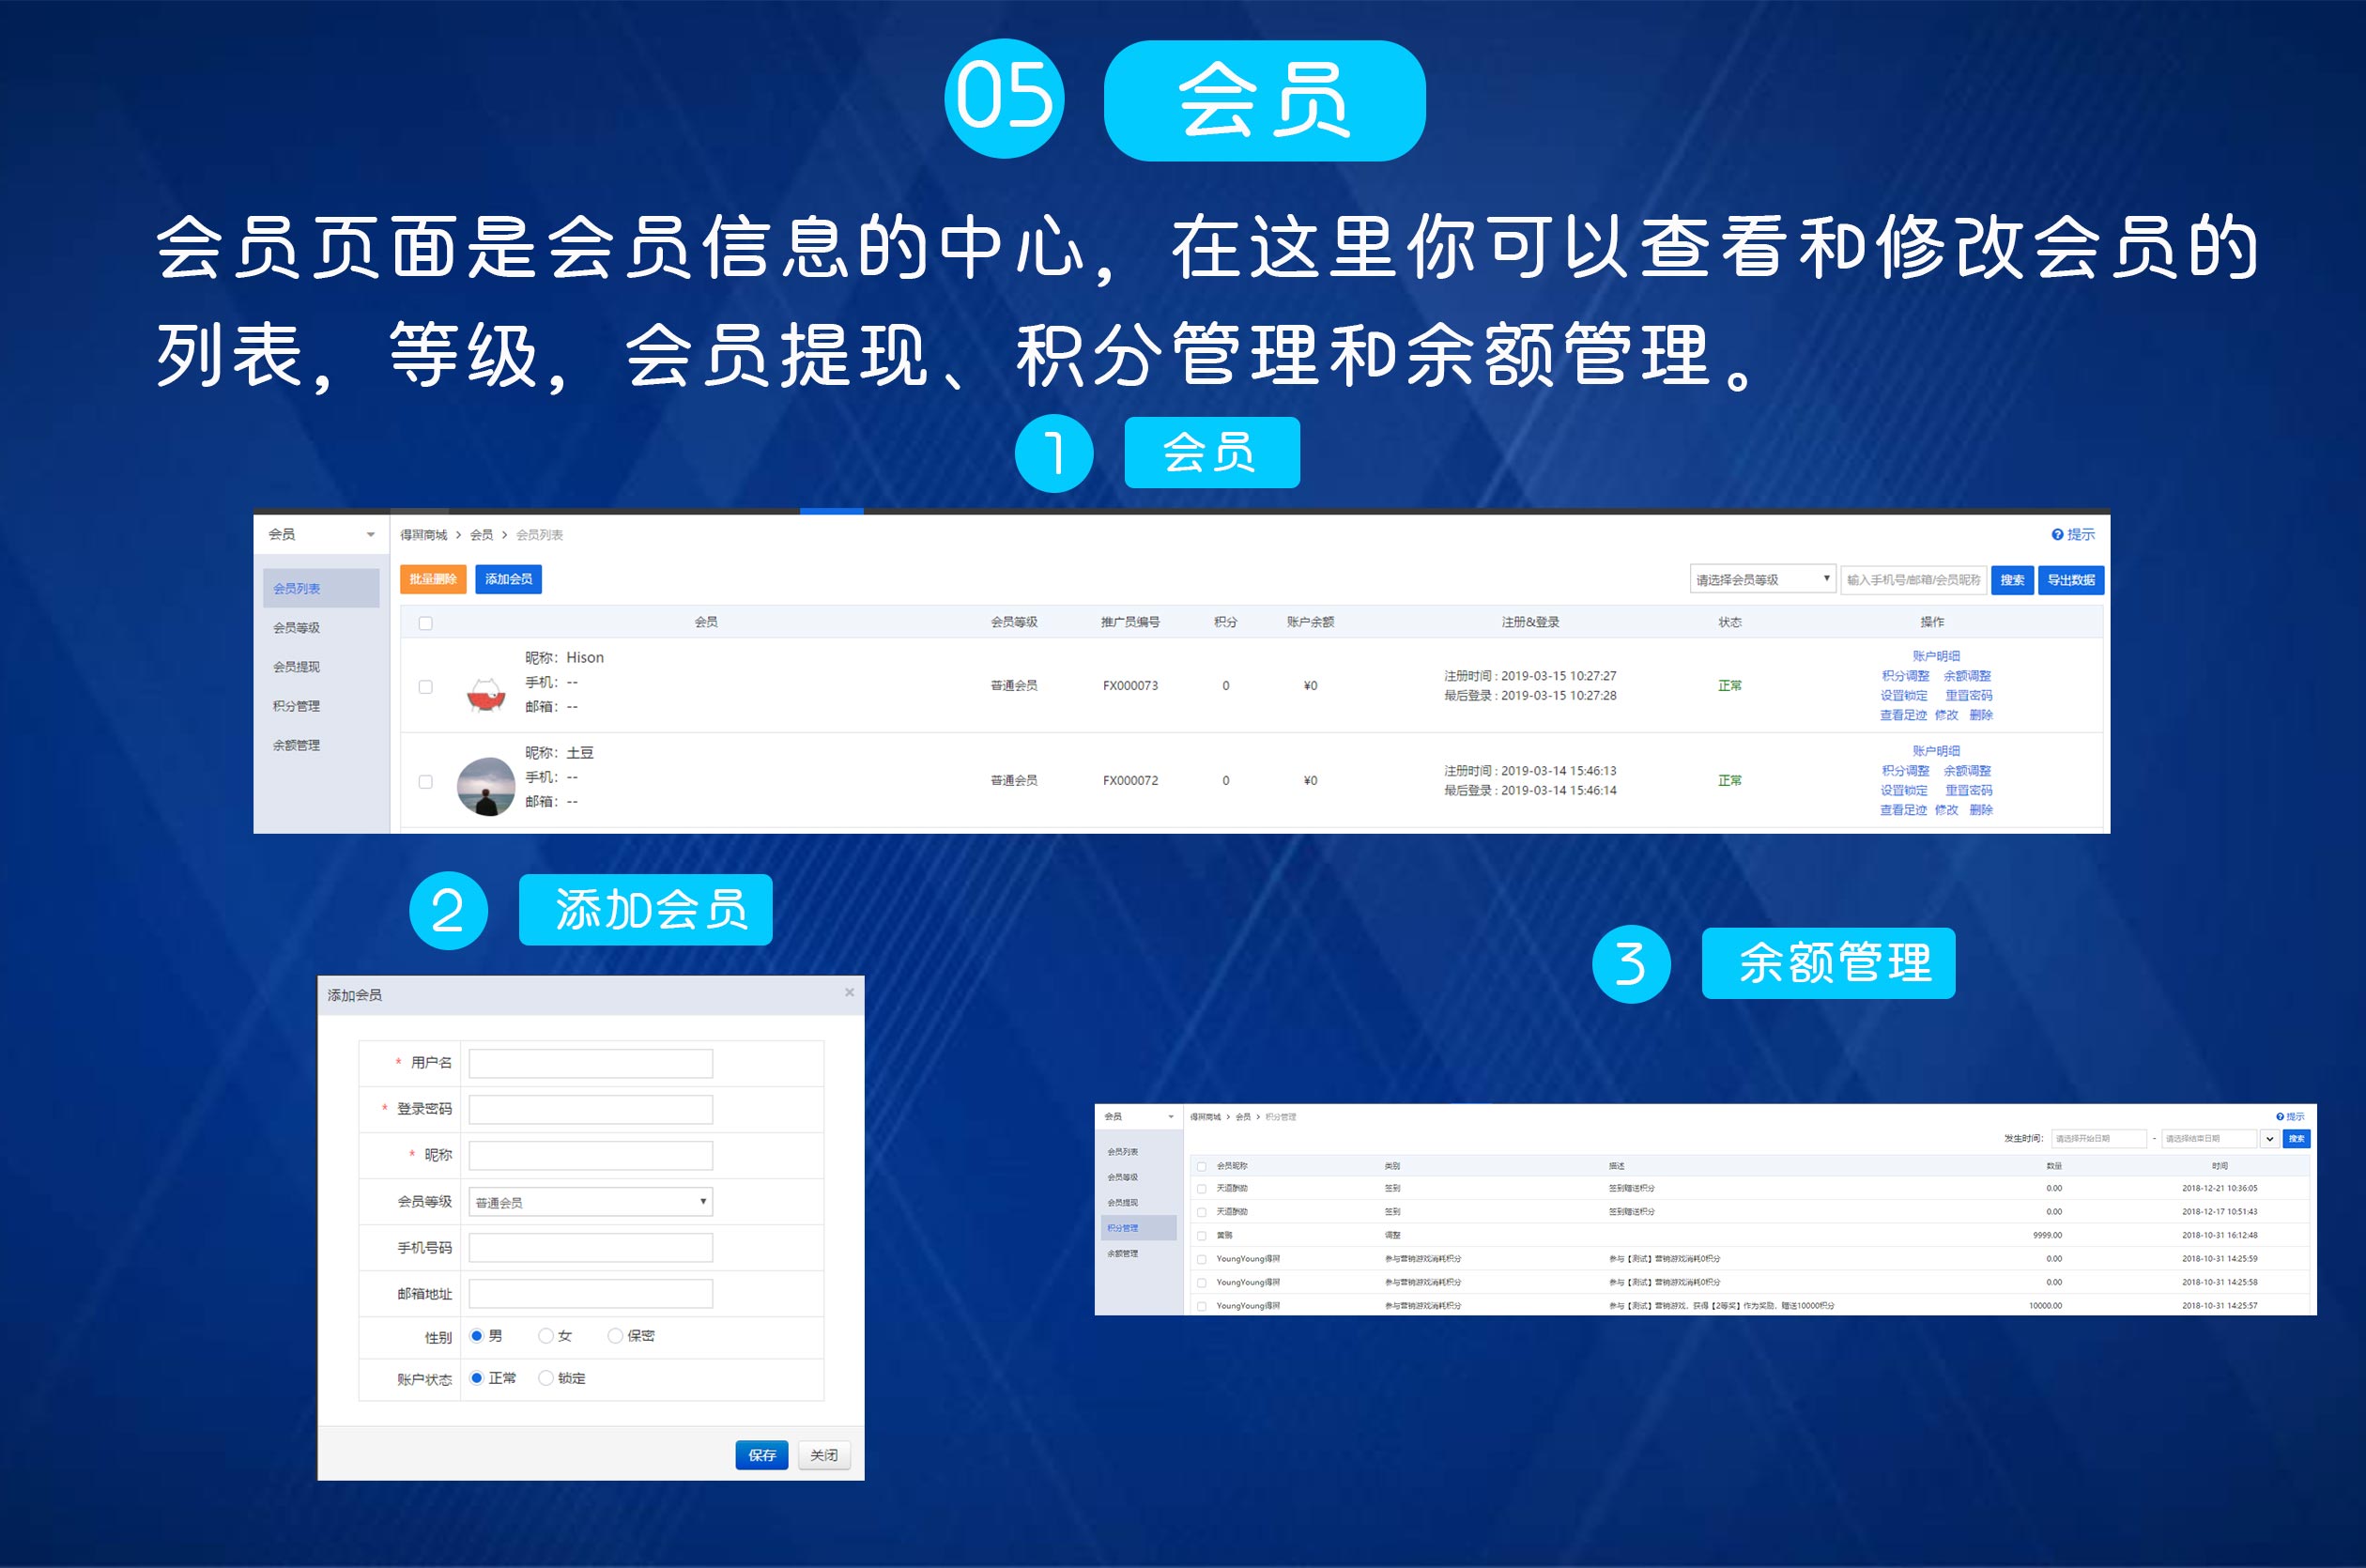 05 会员
会员页面是会员信息的中心，在这里你可以查看和修改会员的
列表，等级，会员提现、积分管理和余额管理。
1 会员
会员 得照商城 > 会员 > 会员列表 提示
批量删除 添加会员 请选择会员等级 输入手机号/邮箱/会员昵称 搜索 导出数据
会员列表
会员等级
会员提现
积分管理
余额管理
会员 会员等级 推广员编号 积分 账户余额 注册&登录 状态 操作
昵称：Hison
手机：--
邮箱：--
普通会员 FX000073 0 ¥0
注册时间 : 2019-03-15 10:27:27
最后登录 : 2019-03-15 10:27:28
正常
账户明细
积分调整 余额调整
设置锁定 重置密码
查看足迹 修改 删除
昵称：土豆
手机：--
邮箱：--
普通会员 FX000072 0 ¥0
注册时间 : 2019-03-14 15:46:13
最后登录 : 2019-03-14 15:46:14
正常
账户明细
积分调整 余额调整
设置锁定 重置密码
查看足迹 修改 删除
2 添加会员
添加会员 ×
* 用户名
* 登录密码
* 昵称
会员等级 普通会员
手机号码
邮箱地址
性别 男 女 保密
账户状态 正常 锁定
保存 关闭
3 余额管理
会员 得照商城 > 会员 > 积分管理 提示
发生时间: 请选择开始日期 - 请选择结束日期 搜索
会员列表
会员等级
会员提现
积分管理
余额管理
会员昵称 类别 描述 数量 时间
天道酬勤 签到 签到赠送积分 0.00 2018-12-21 10:36:05
天道酬勤 签到 签到赠送积分 0.00 2018-12-17 10:51:43
调整 9999.00 2018-10-31 16:12:48
YoungYoung得照 参与营销游戏消耗积分 参与【测试】营销游戏消耗0积分 0.00 2018-10-31 14:25:59
YoungYoung得照 参与营销游戏消耗积分 参与【测试】营销游戏消耗0积分 0.00 2018-10-31 14:25:58
YoungYoung得照 参与营销游戏消耗积分 参与【测试】营销游戏，获得【2等奖】作为奖励，赠送10000积分 10000.00 2018-10-31 14:25:57